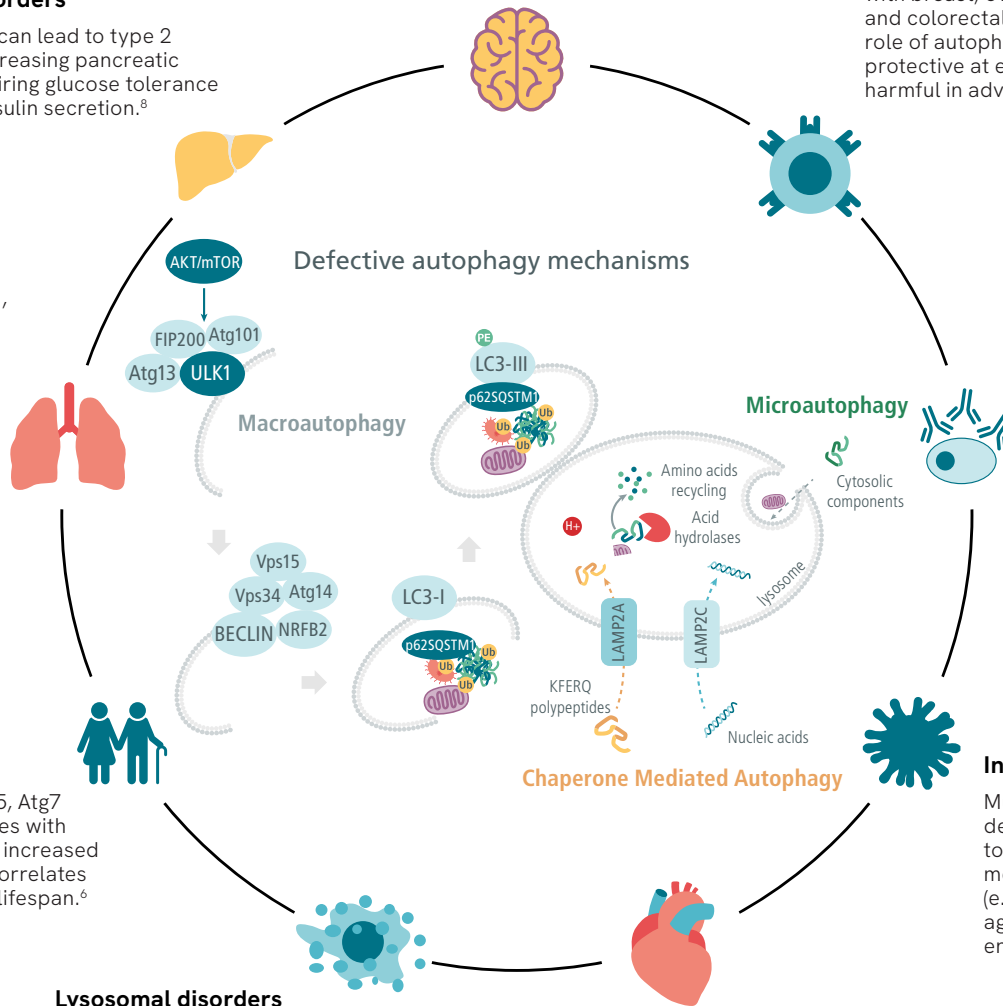 orders
can lead to type 2
reasing pancreatic
iring glucose tolerance
sulin secretion.⁸
and colorectal
role of autoph
protective at e
harmful in adv
Defective autophagy mechanisms
AKT/mTOR
FIP200
Atg101
Atg13
ULK1
Macroautophagy
PE
LC3-III
p62SQSTM1
Ub
Ub
Ub
Microautophagy
Cytosolic
components
Amino acids
recycling
Acid
hydrolases
H+
lysosome
LAMP2A
LAMP2C
KFERQ
polypeptides
Nucleic acids
Chaperone Mediated Autophagy
Vps15
Vps34
Atg14
BECLIN
NRFB2
LC3-I
p62SQSTM1
Ub
Ub
Ub
5, Atg7
es with
increased
orrelates
lifespan.⁶
In
M
de
to
me
(e.
ag
en
Lysosomal disorders